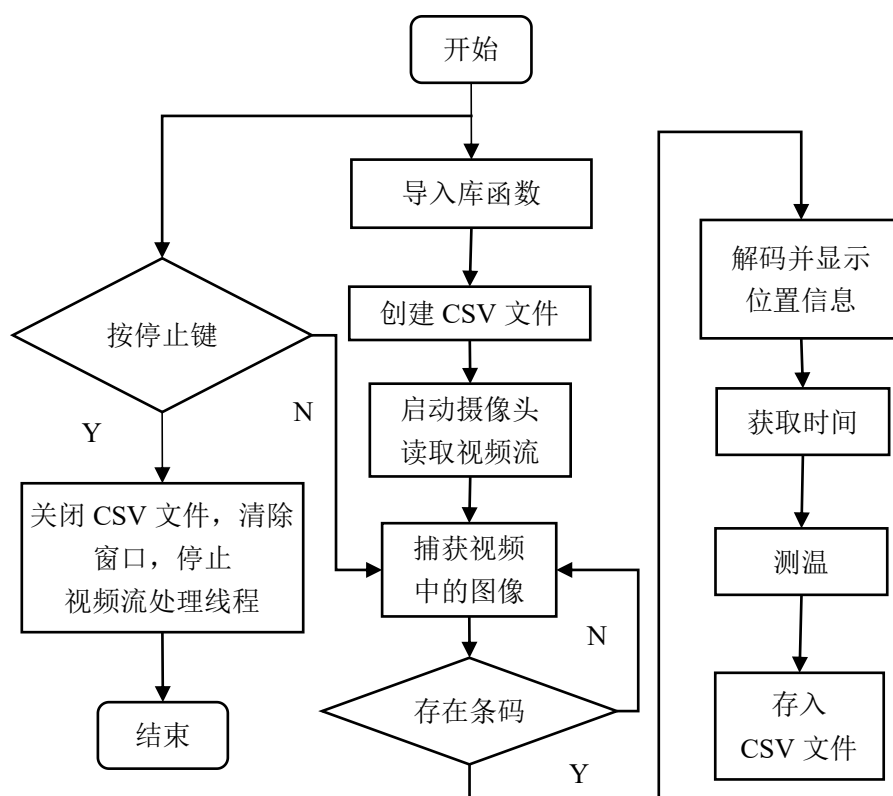 开始
导入库函数
创建 CSV 文件
启动摄像头
读取视频流
捕获视频
中的图像
N
存在条码
Y
按停止键
N
Y
关闭 CSV 文件，清除
窗口，停止
视频流处理线程
结束
解码并显示
位置信息
获取时间
测温
存入
CSV 文件